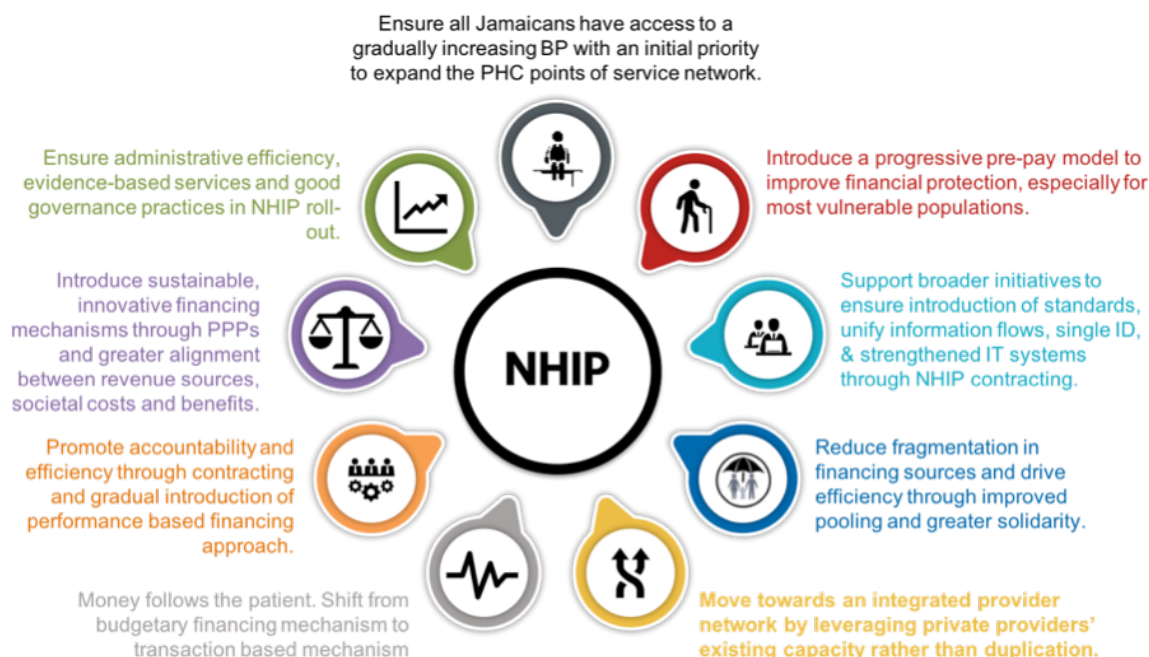 Ensure all Jamaicans have access to a
gradually increasing BP with an initial priority
to expand the PHC points of service network.
Introduce a progressive pre-pay model to
improve financial protection, especially for
most vulnerable populations.
Support broader initiatives to
ensure introduction of standards,
unify information flows, single ID,
& strengthened IT systems
through NHIP contracting.
Reduce fragmentation in
financing sources and drive
efficiency through improved
pooling and greater solidarity.
Move towards an integrated provider
network by leveraging private providers’
existing capacity rather than duplication.
Money follows the patient. Shift from
budgetary financing mechanism to
transaction based mechanism
Promote accountability and
efficiency through contracting
and gradual introduction of
performance based financing
approach.
Introduce sustainable,
innovative financing
mechanisms through PPPs
and greater alignment
between revenue sources,
societal costs and benefits.
Ensure administrative efficiency,
evidence-based services and good
governance practices in NHIP roll-
out.
NHIP